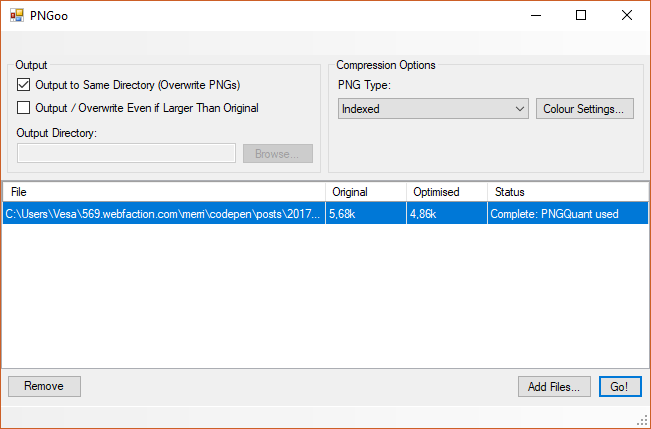 PNGoo
Output
Output to Same Directory (Overwrite PNGs)
Output / Overwrite Even if Larger Than Original
Output Directory:
Browse...
Compression Options
PNG Type:
Indexed
Colour Settings...
File Original Optimised Status
C:\Users\Vesa\569.webfaction.com\merri\codepen\posts\2017... 5,68k 4,86k Complete: PNGQuant used
Remove
Add Files...
Go!